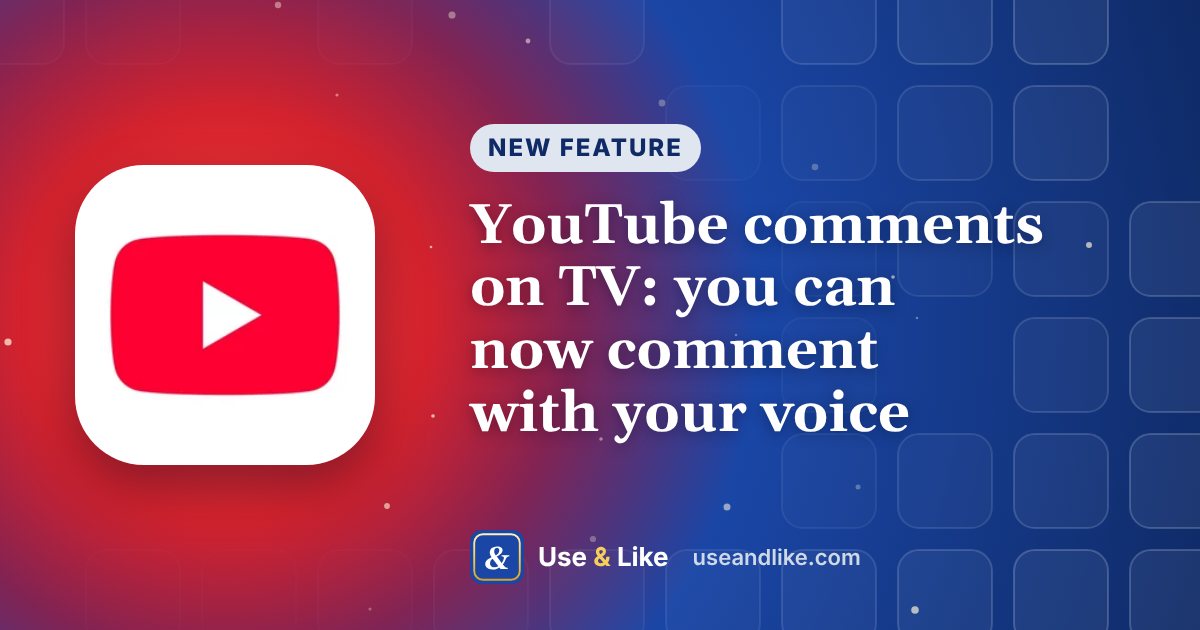 NEW FEATURE
YouTube comments
on TV: you can
now comment
with your voice
& Use & Like useandlike.com